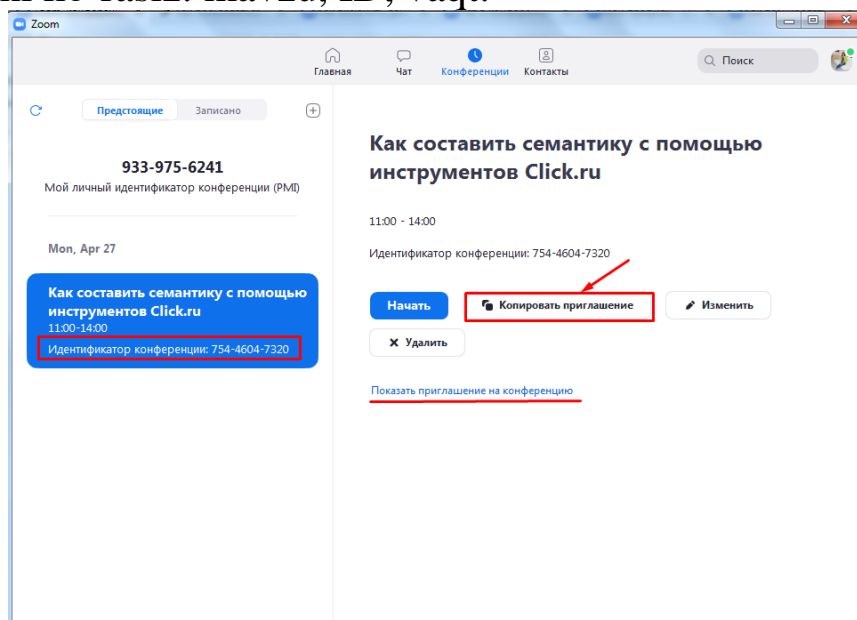 Zoom
Главная
Чат
Конференции
Контакты
Поиск
Предстоящие
Записано
933-975-6241
Мой личный идентификатор конференции (PMI)
Mon, Apr 27
Как составить семантику с помощью
инструментов Click.ru
11:00-14:00
Идентификатор конференции: 754-4604-7320
Как составить семантику с помощью
инструментов Click.ru
11:00 - 14:00
Идентификатор конференции: 754-4604-7320
Начать
Копировать приглашение
Изменить
Удалить
Показать приглашение на конференцию